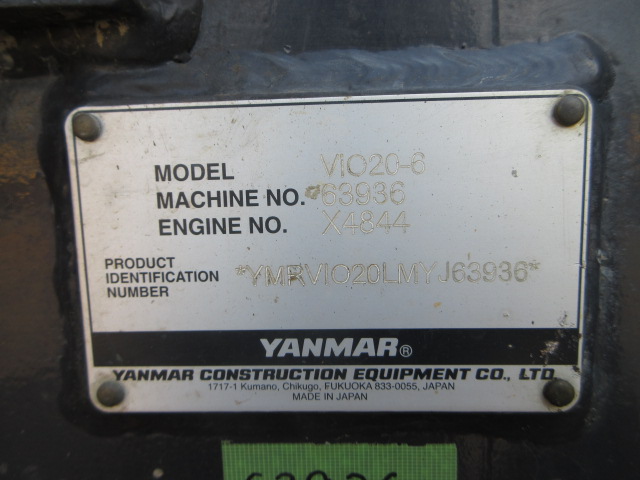 MODEL VIO20-6
MACHINE NO. 63936
ENGINE NO. X4844
PRODUCT
IDENTIFICATION
NUMBER
*YMRVIO20LMYJ63936*
YANMAR®
YANMAR CONSTRUCTION EQUIPMENT CO., LTD
1717-1 Kumano, Chikugo, FUKUOKA 833-0055, JAPAN
MADE IN JAPAN
63936